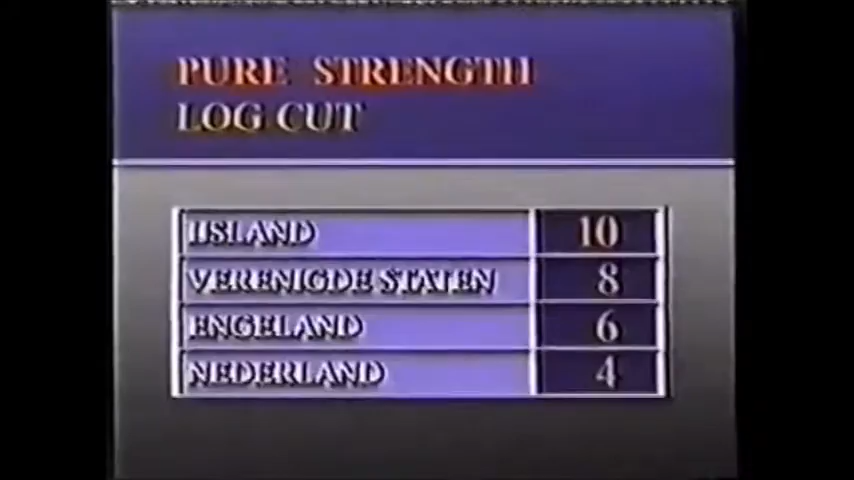 PURE STRENGTH
LOG CUT
IJSLAND 10
VERENIGDE STATEN 8
ENGELAND 6
NEDERLAND 4